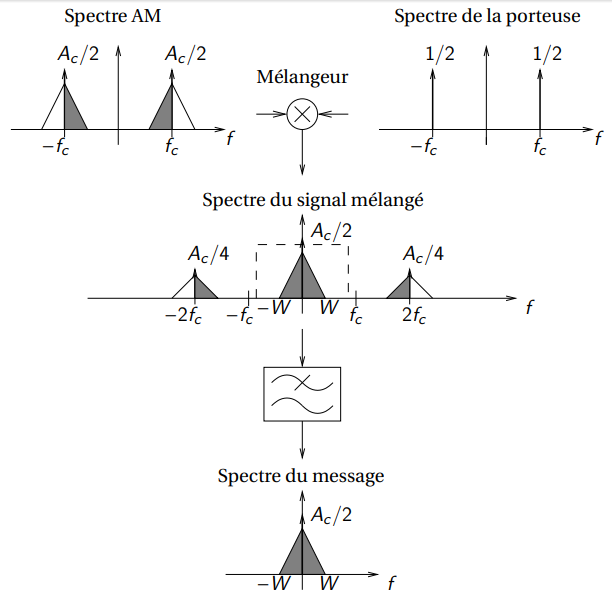 Spectre AM
Spectre de la porteuse
A_c/2 A_c/2
1/2 1/2
Mélangeur
f
f
−f_c f_c
−f_c f_c
Spectre du signal mélangé
A_c/2
A_c/4 A_c/4
−2f_c −f_c −W W f_c 2f_c f
Spectre du message
A_c/2
−W W f